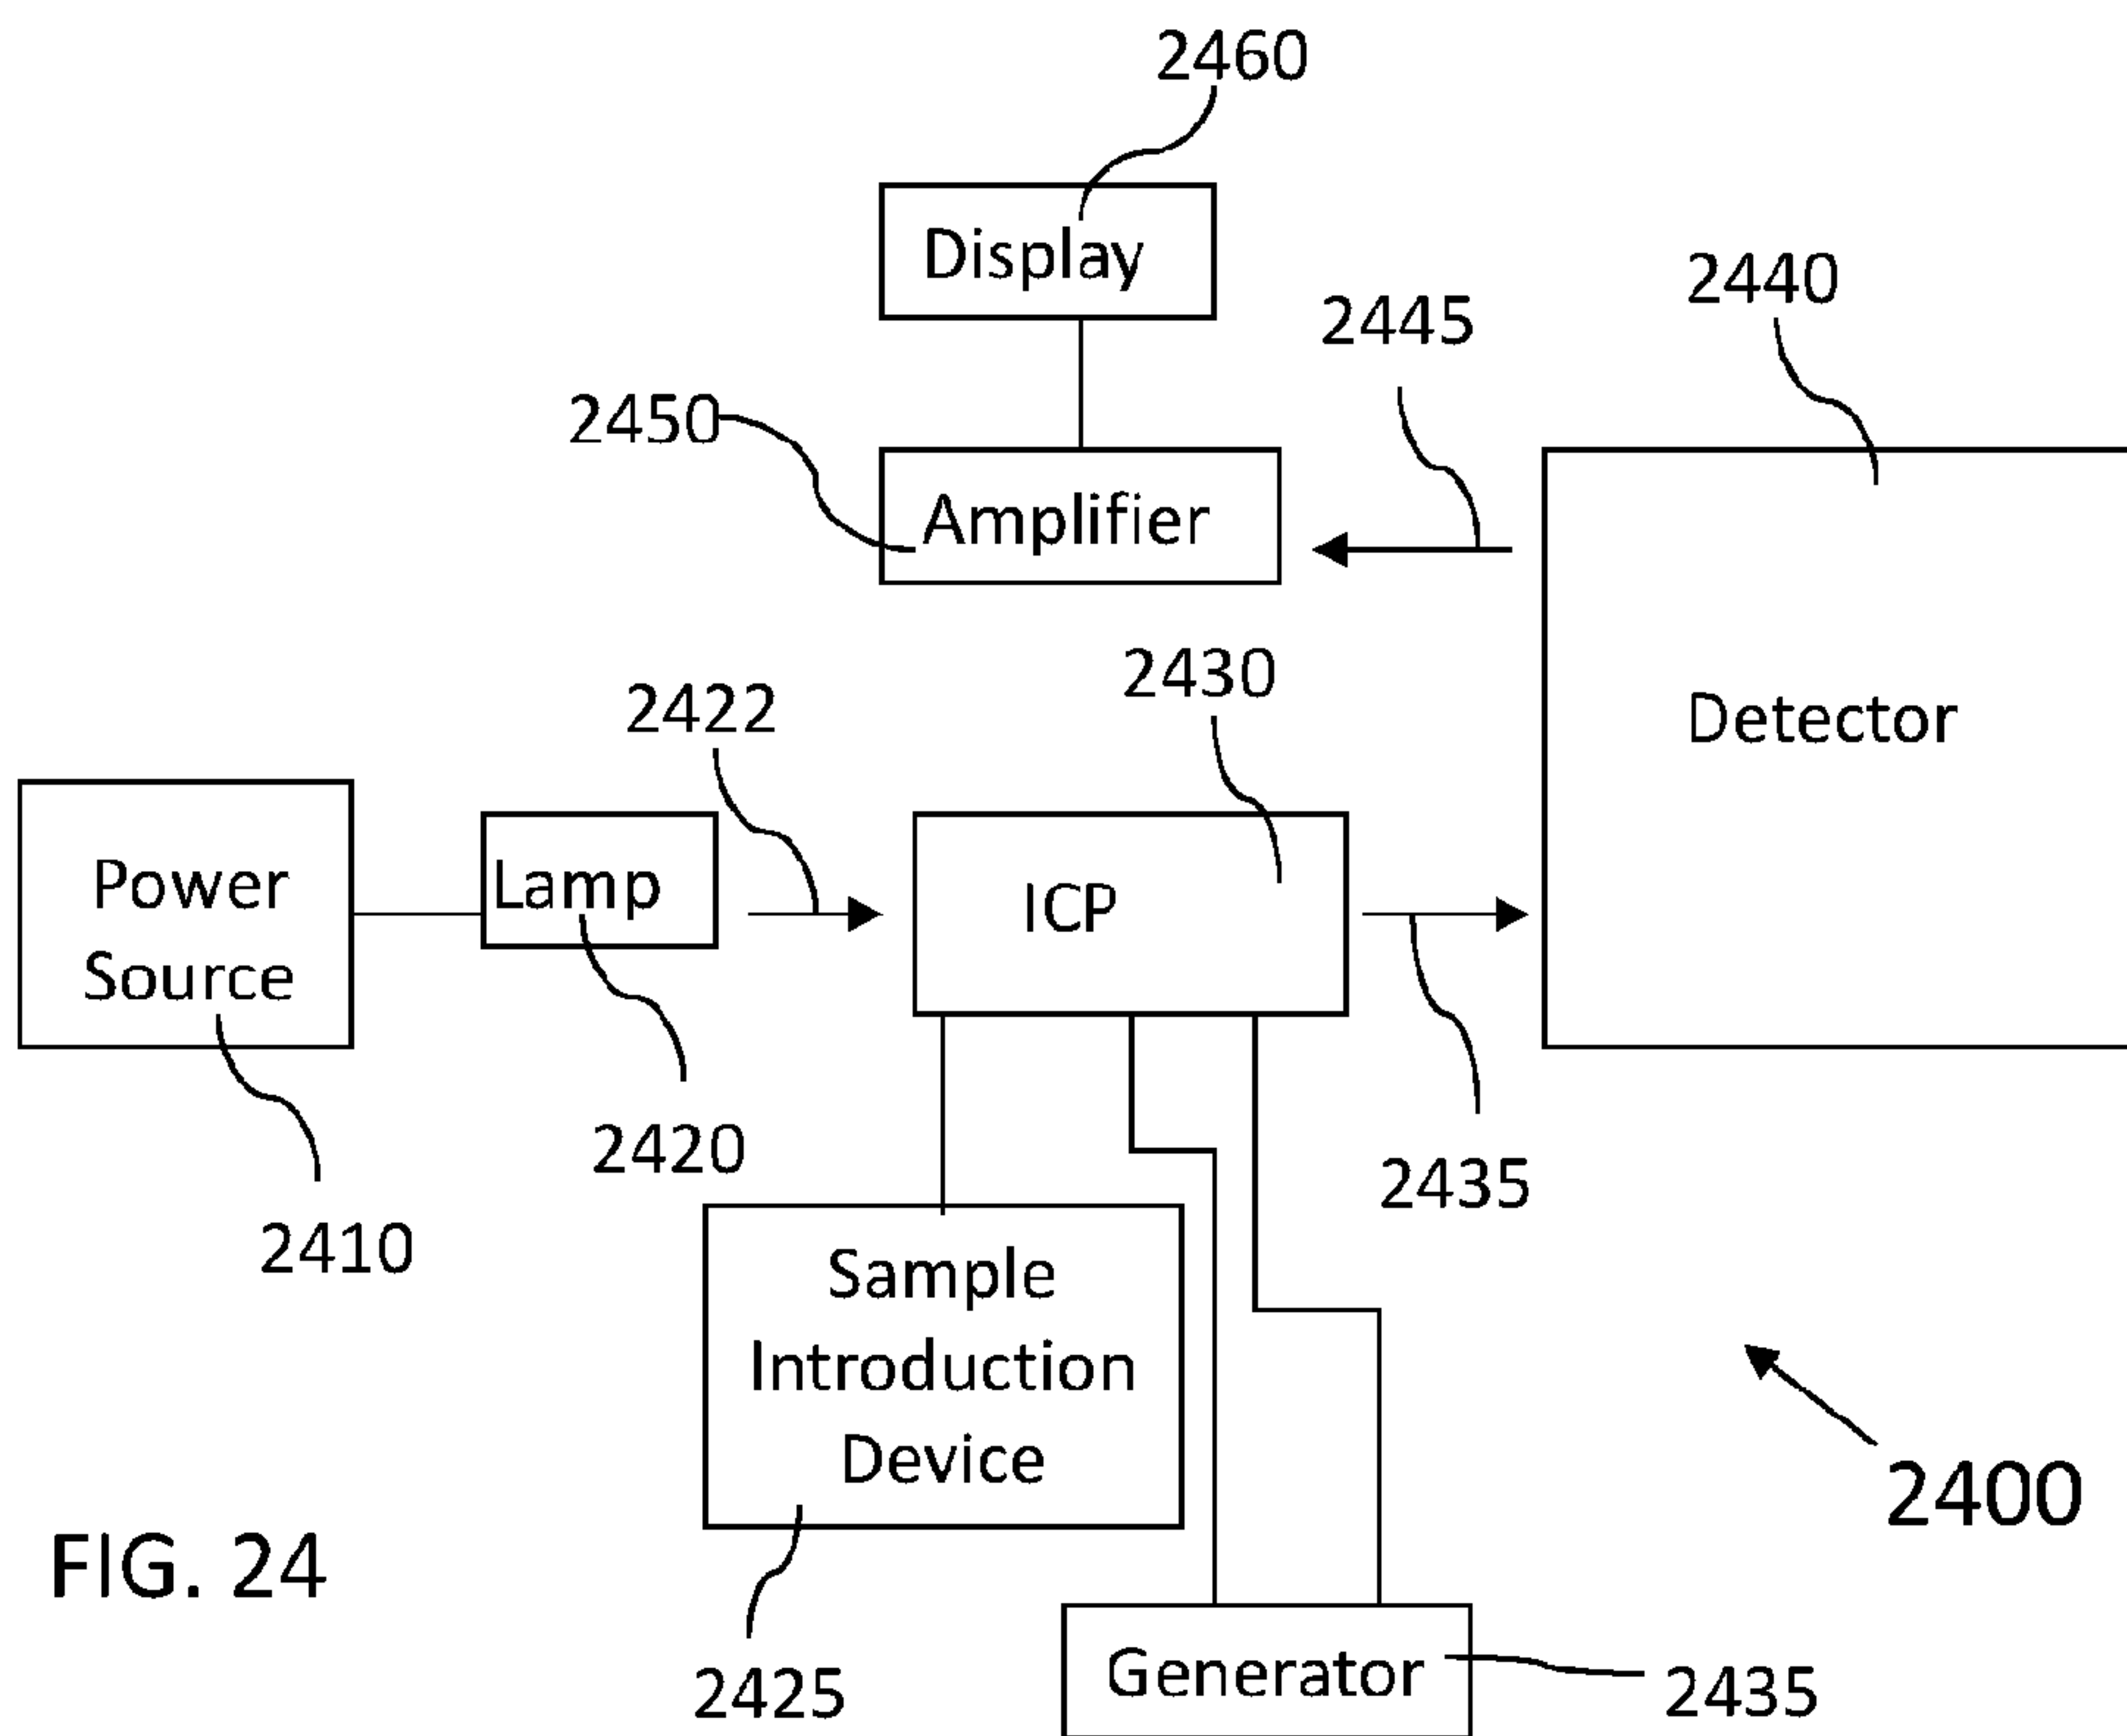 2460
Display
2445
2440
2450
Amplifier
2430
2422
Detector
Power
Source
Lamp
ICP
2420
2435
2410
Sample
Introduction
Device
2400
FIG. 24
2425
Generator
2435